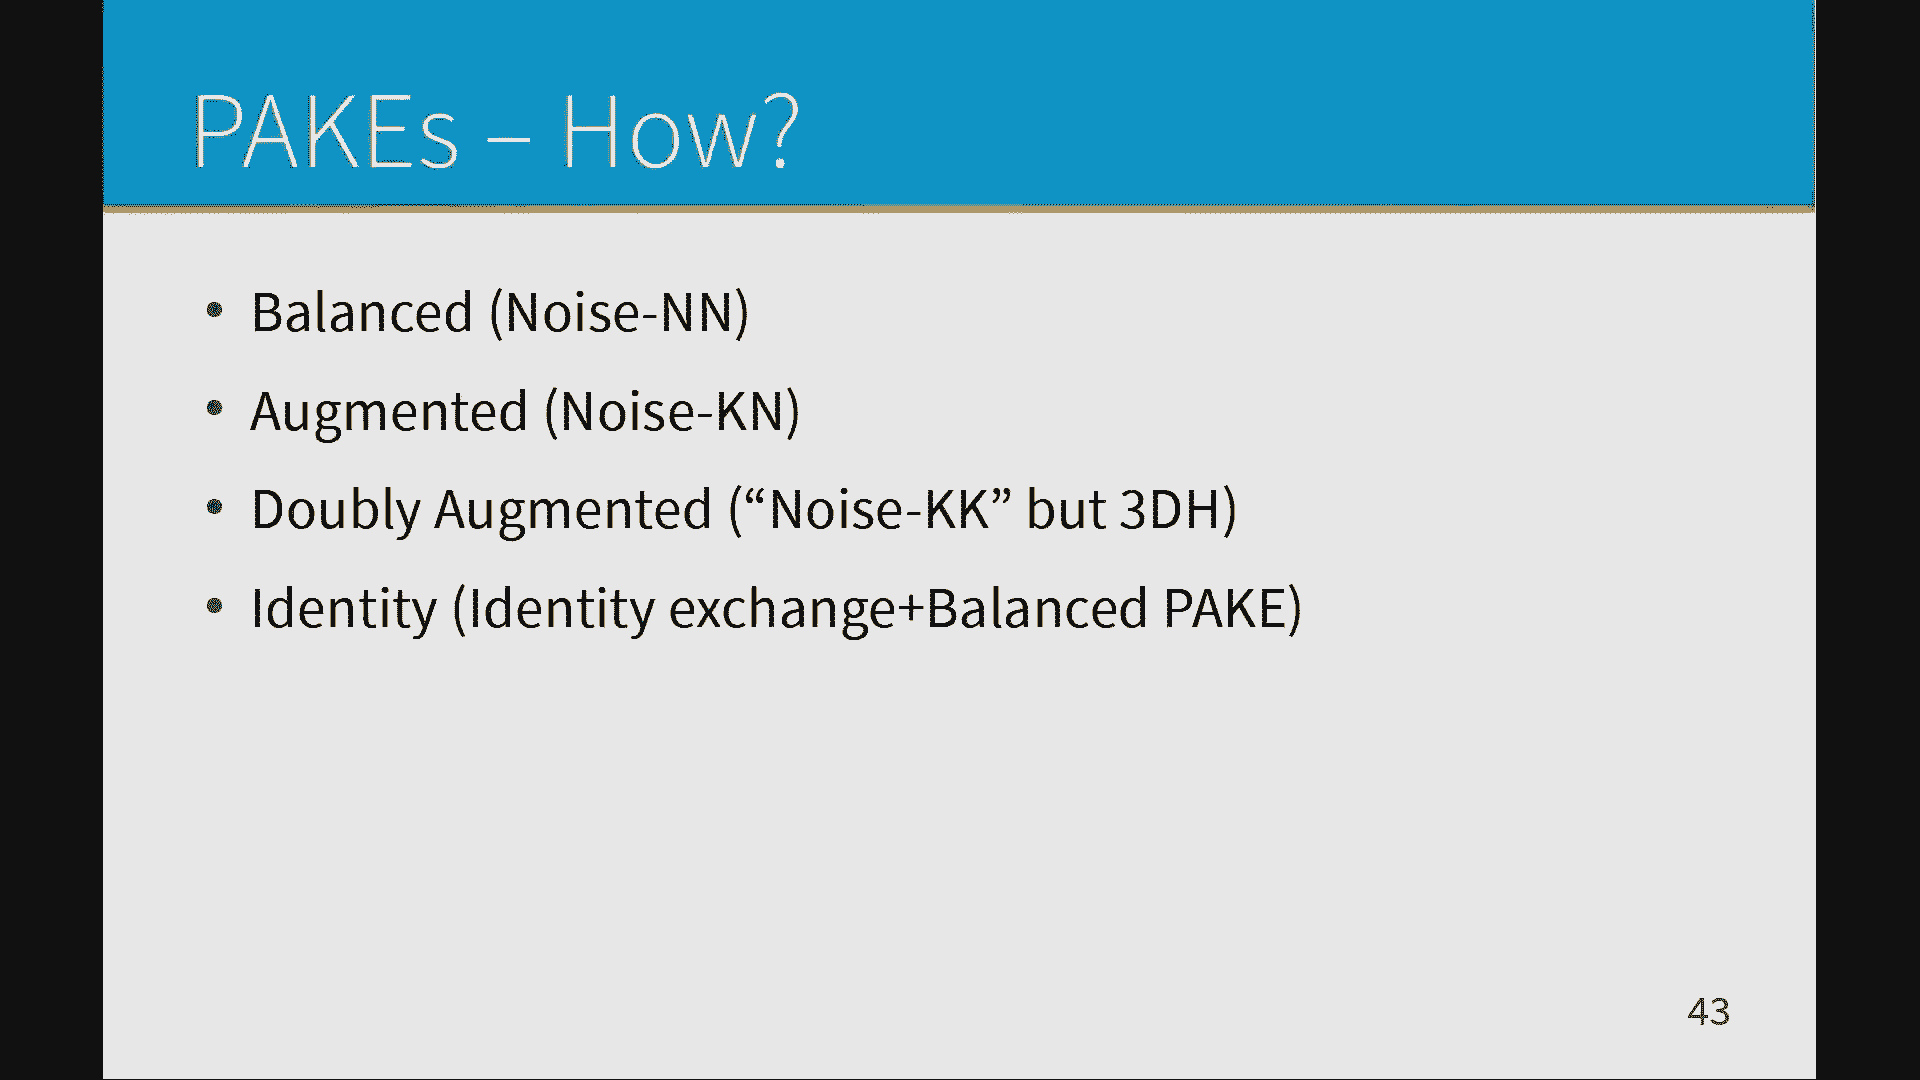 PAKEs – How?
• Balanced (Noise-NN)
• Augmented (Noise-KN)
• Doubly Augmented (“Noise-KK” but 3DH)
• Identity (Identity exchange+Balanced PAKE)
43